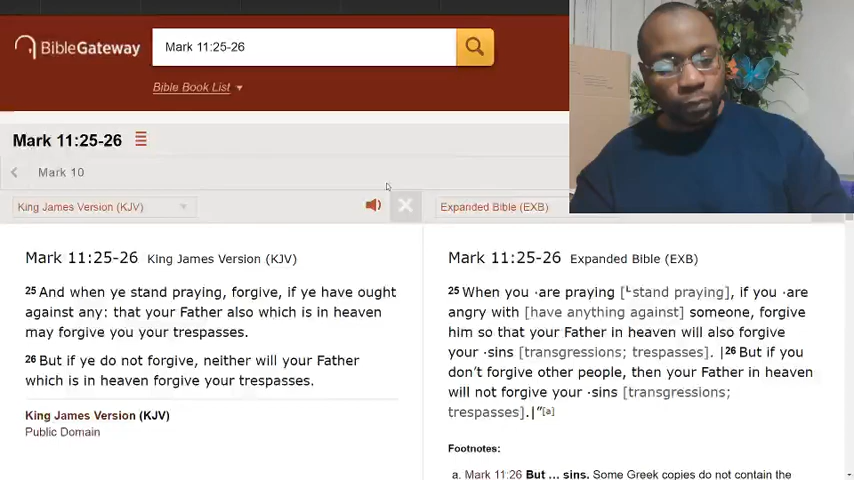 BibleGateway
Mark 11:25-26
Bible Book List
Mark 11:25-26
Mark 10
King James Version (KJV)
Expanded Bible (EXB)
Mark 11:25-26 King James Version (KJV)
25 And when ye stand praying, forgive, if ye have ought
against any: that your Father also which is in heaven
may forgive you your trespasses.
26 But if ye do not forgive, neither will your Father
which is in heaven forgive your trespasses.
King James Version (KJV)
Public Domain
Mark 11:25-26 Expanded Bible (EXB)
25 When you ·are praying [└stand praying], if you ·are
angry with [have anything against] someone, forgive
him so that your Father in heaven will also forgive
your ·sins [transgressions; trespasses]. |26 But if you
don’t forgive other people, then your Father in heaven
will not forgive your ·sins [transgressions;
trespasses].|”[a]
Footnotes:
a. Mark 11:26 But … sins. Some Greek copies do not contain the